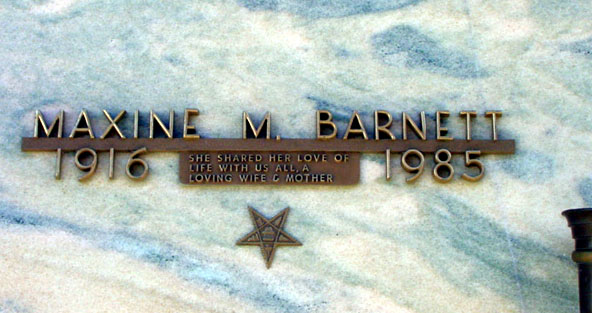 MAXINE M. BARNETT
1916 1985
SHE SHARED HER LOVE OF
LIFE WITH US ALL, A
LOVING WIFE & MOTHER